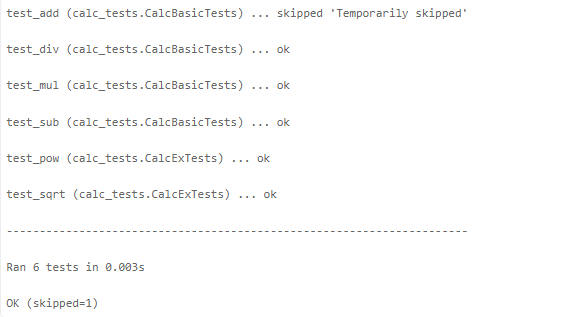 test_add (calc_tests.CalcBasicTests) ... skipped 'Temporarily skipped'
test_div (calc_tests.CalcBasicTests) ... ok
test_mul (calc_tests.CalcBasicTests) ... ok
test_sub (calc_tests.CalcBasicTests) ... ok
test_pow (calc_tests.CalcExTests) ... ok
test_sqrt (calc_tests.CalcExTests) ... ok
----------------------------------------------------------------------
Ran 6 tests in 0.003s
OK (skipped=1)